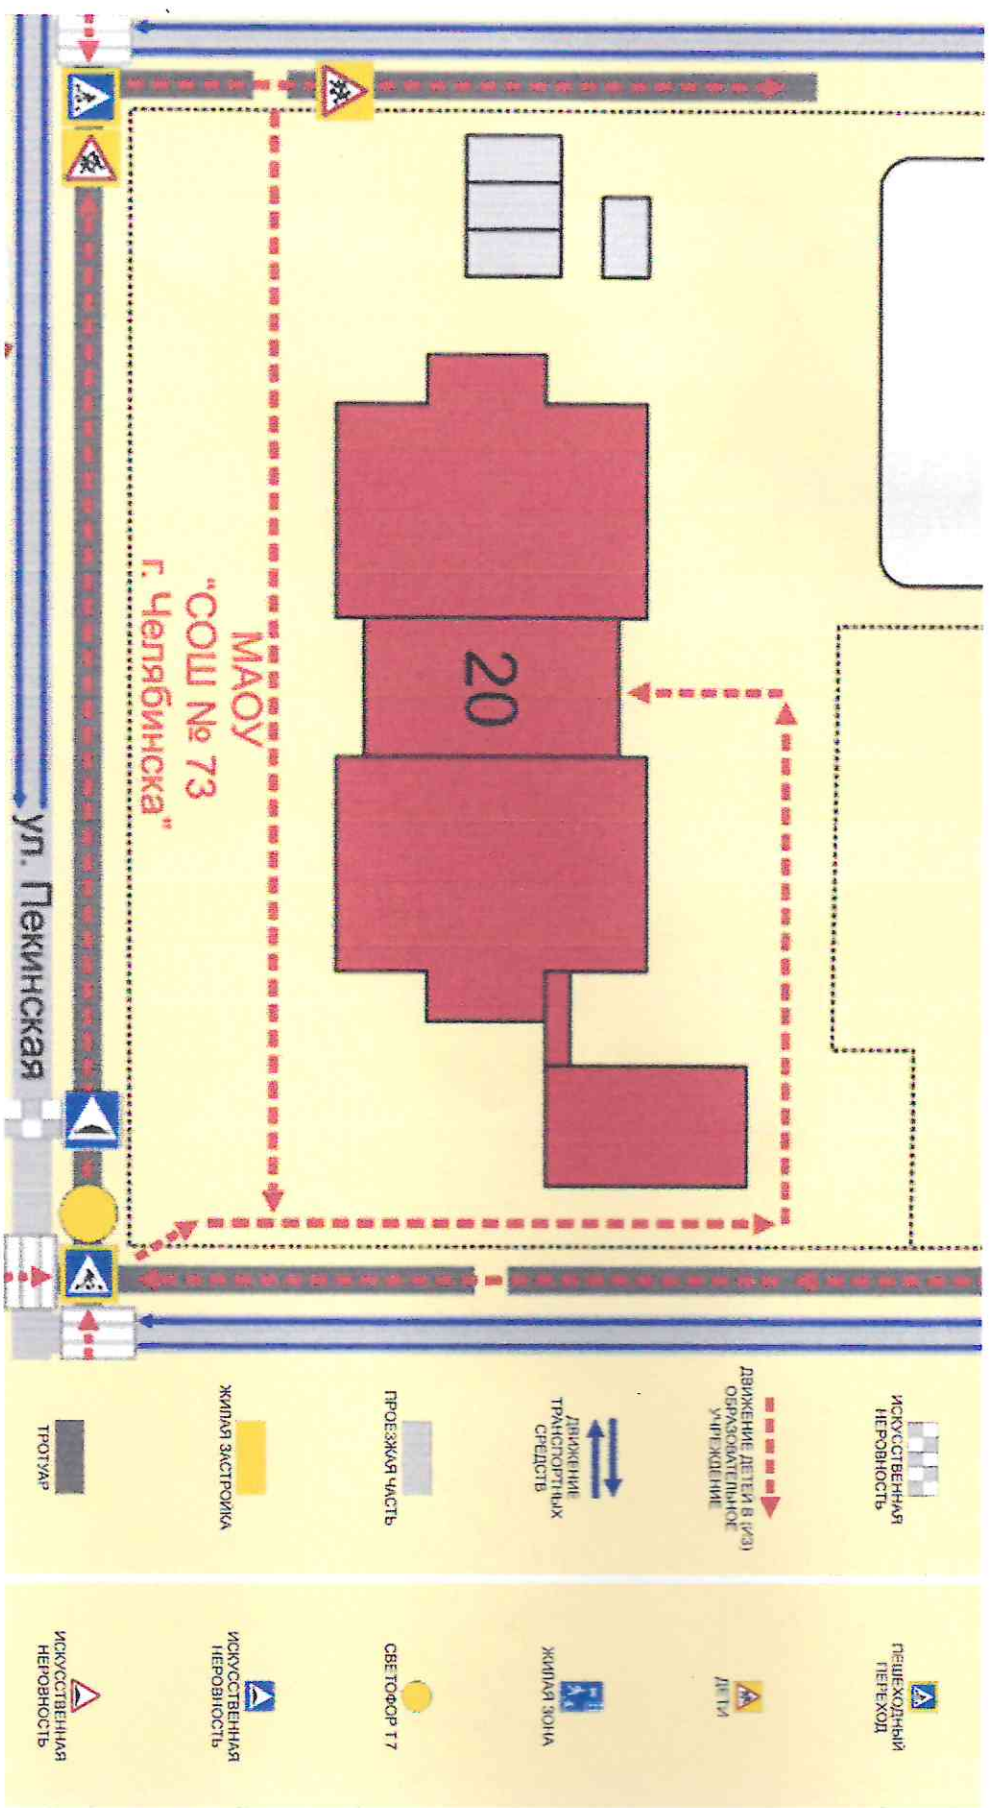 20
МАОУ
"СОШ № 73
г. Челябинска"
ул. Пекинская
ИСКУССТВЕННАЯ
НЕРОВНОСТЬ
ДВИЖЕНИЕ ДЕТЕЙ В (ИЗ)
ОБРАЗОВАТЕЛЬНОЕ
УЧРЕЖДЕНИЕ
ДВИЖЕНИЕ
ТРАНСПОРТНЫХ
СРЕДСТВ
ПРОЕЗЖАЯ ЧАСТЬ
ЖИЛАЯ ЗАСТРОЙКА
ТРОТУАР
ПЕШЕХОДНЫЙ
ПЕРЕХОД
ДЕТИ
ЖИЛАЯ ЗОНА
СВЕТОФОР Т7
ИСКУССТВЕННАЯ
НЕРОВНОСТЬ
ИСКУССТВЕННАЯ
НЕРОВНОСТЬ